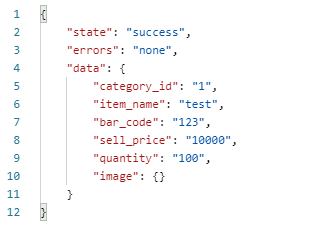 1 {
2 "state": "success",
3 "errors": "none",
4 "data": {
5 "category_id": "1",
6 "item_name": "test",
7 "bar_code": "123",
8 "sell_price": "10000",
9 "quantity": "100",
10 "image": {}
11 }
12 }